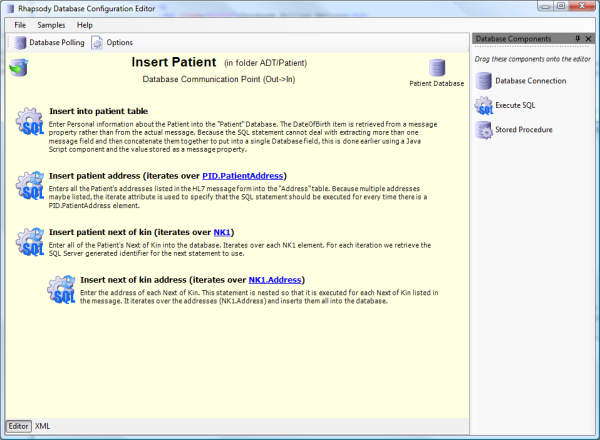 Rhapsody Database Configuration Editor
File Samples Help
Database Polling Options
Insert Patient (in folder ADT/Patient)
Database Communication Point (Out->In)
Patient Database
SQL
Insert into patient table
Enter Personal information about the Patient into the "Patient" Database. The DateOfBirth item is retrieved from a message
property rather than from the actual message. Because the SQL statement cannot deal with extracting more than one
message field and then concatenate them together to put into a single Database field, this is done earlier using a Java
Script component and the value stored as a message property.
SQL
Insert patient address (iterates over PID.PatientAddress)
Enters all the Patient's addresses listed in the HL7 message form into the "Address" table. Because multiple addresses
maybe listed, the iterate attribute is used to specify that the SQL statement should be executed for every time there is a
PID.PatientAddress element.
SQL
Insert patient next of kin (iterates over NK1)
Enter all of the Patient's Next of Kin into the database. Iterates over each NK1 element. For each iteration we retrieve the
SQL Server generated identifier for the next statement to use.
SQL
Insert next of kin address (iterates over NK1.Address)
Enter the address of each Next of Kin. This statement is nested so that it is executed for each Next of Kin listed in
the message. It iterates over the addresses (NK1.Address) and inserts them all into the database.
Editor XML
Database Components
Drag these components onto the editor
Database Connection
SQL
Execute SQL
Stored Procedure